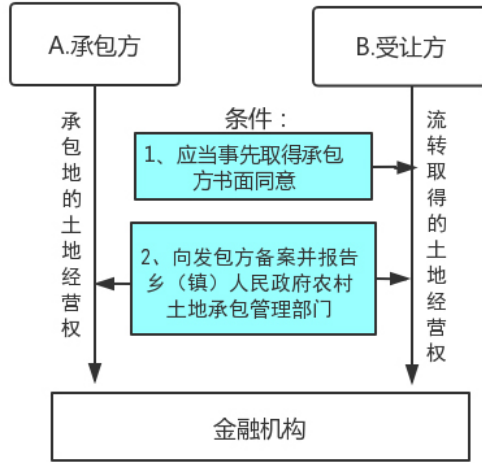 A.承包方
B.受让方
承包地的土地经营权
条件：
1、应当事先取得承包
方书面同意
2、向发包方备案并报告
乡（镇）人民政府农村
土地承包管理部门
流转取得的土地经营权
金融机构